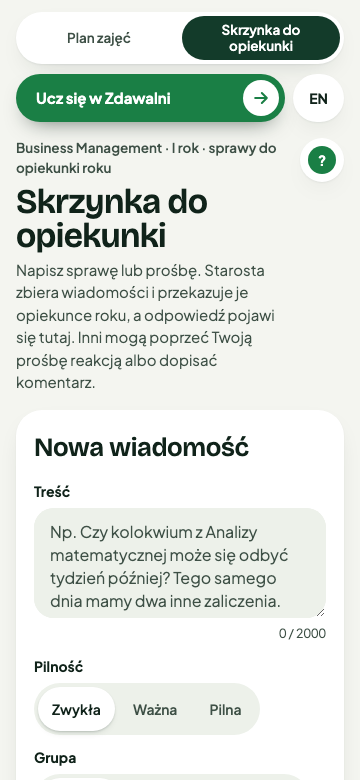 Plan zajęć
Skrzynka do
opiekunki
Ucz się w Zdawalni
EN
Business Management · I rok · sprawy do
opiekunki roku
?
Skrzynka do
opiekunki
Napisz sprawę lub prośbę. Starosta
zbiera wiadomości i przekazuje je
opiekunce roku, a odpowiedź pojawi
się tutaj. Inni mogą poprzeć Twoją
prośbę reakcją albo dopisać
komentarz.
Nowa wiadomość
Treść
Np. Czy kolokwium z Analizy
matematycznej może się odbyć
tydzień później? Tego samego
dnia mamy dwa inne zaliczenia.
0 / 2000
Pilność
Zwykła
Ważna
Pilna
Grupa